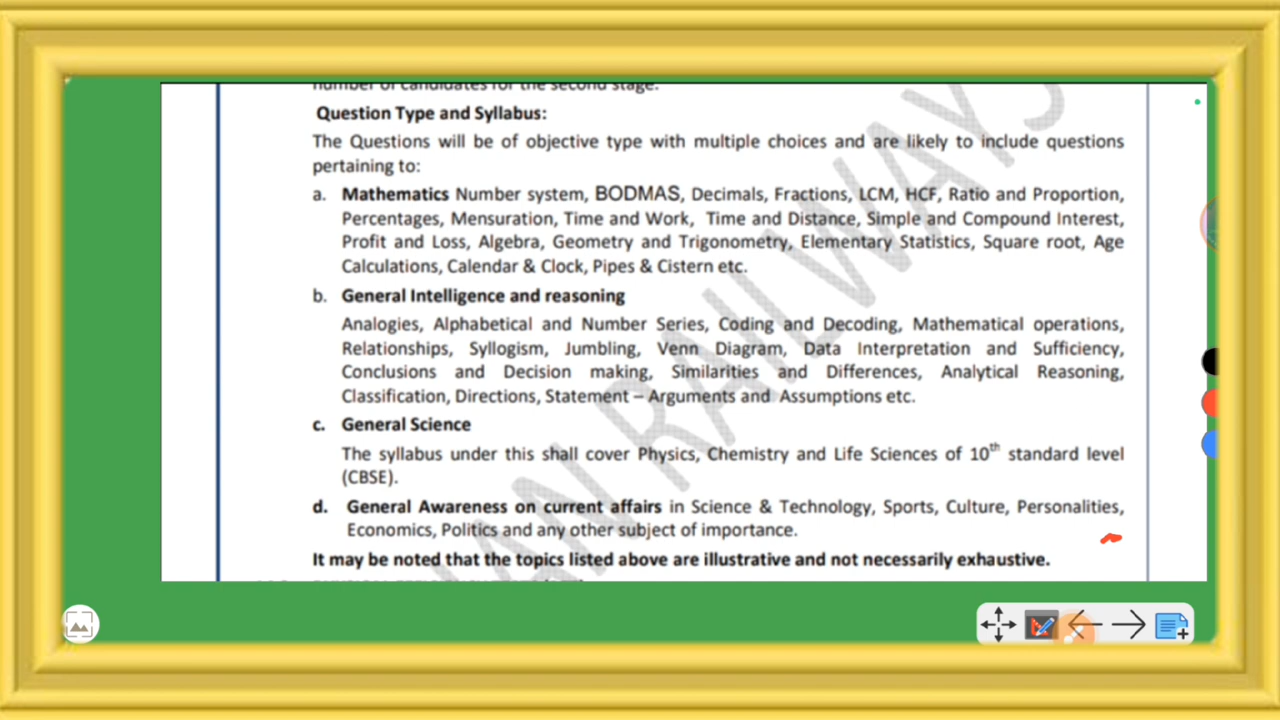 number of candidates for the second stage.
Question Type and Syllabus:
The Questions will be of objective type with multiple choices and are likely to include questions
pertaining to:
a. Mathematics Number system, BODMAS, Decimals, Fractions, LCM, HCF, Ratio and Proportion,
Percentages, Mensuration, Time and Work, Time and Distance, Simple and Compound Interest,
Profit and Loss, Algebra, Geometry and Trigonometry, Elementary Statistics, Square root, Age
Calculations, Calendar & Clock, Pipes & Cistern etc.
b. General Intelligence and reasoning
Analogies, Alphabetical and Number Series, Coding and Decoding, Mathematical operations,
Relationships, Syllogism, Jumbling, Venn Diagram, Data Interpretation and Sufficiency,
Conclusions and Decision making, Similarities and Differences, Analytical Reasoning,
Classification, Directions, Statement – Arguments and Assumptions etc.
c. General Science
The syllabus under this shall cover Physics, Chemistry and Life Sciences of 10th standard level
(CBSE).
d. General Awareness on current affairs in Science & Technology, Sports, Culture, Personalities,
Economics, Politics and any other subject of importance.
It may be noted that the topics listed above are illustrative and not necessarily exhaustive.
RAILWAYS